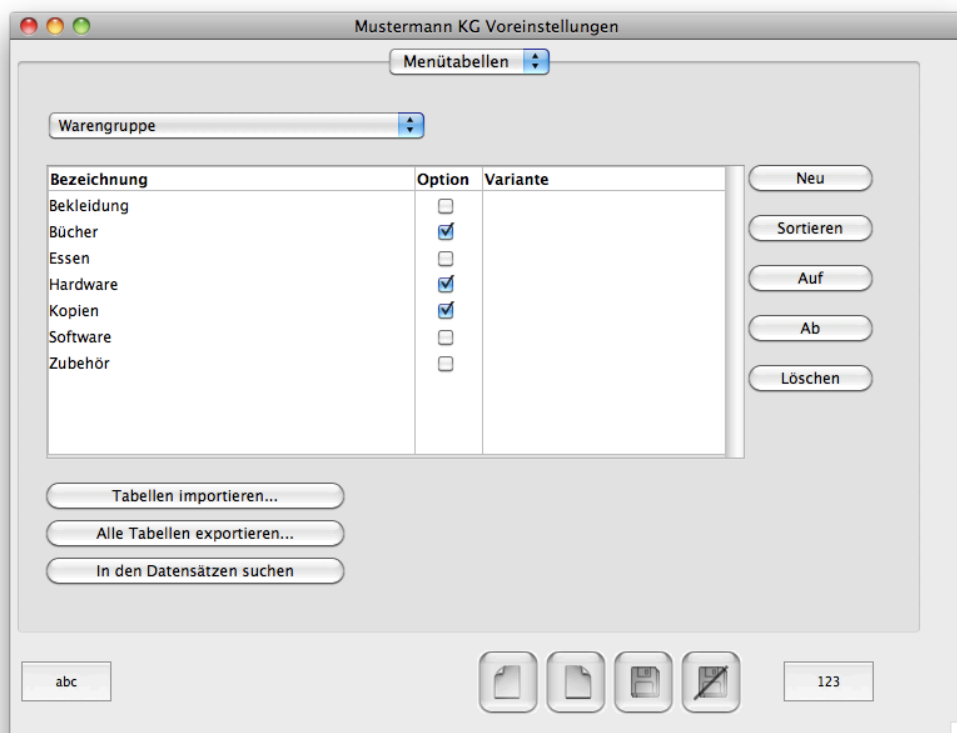 Mustermann KG Voreinstellungen
Menütabellen
Warengruppe
Bezeichnung Option Variante
Bekleidung
Bücher
Essen
Hardware
Kopien
Software
Zubehör
Neu
Sortieren
Auf
Ab
Löschen
Tabellen importieren...
Alle Tabellen exportieren...
In den Datensätzen suchen
abc
123